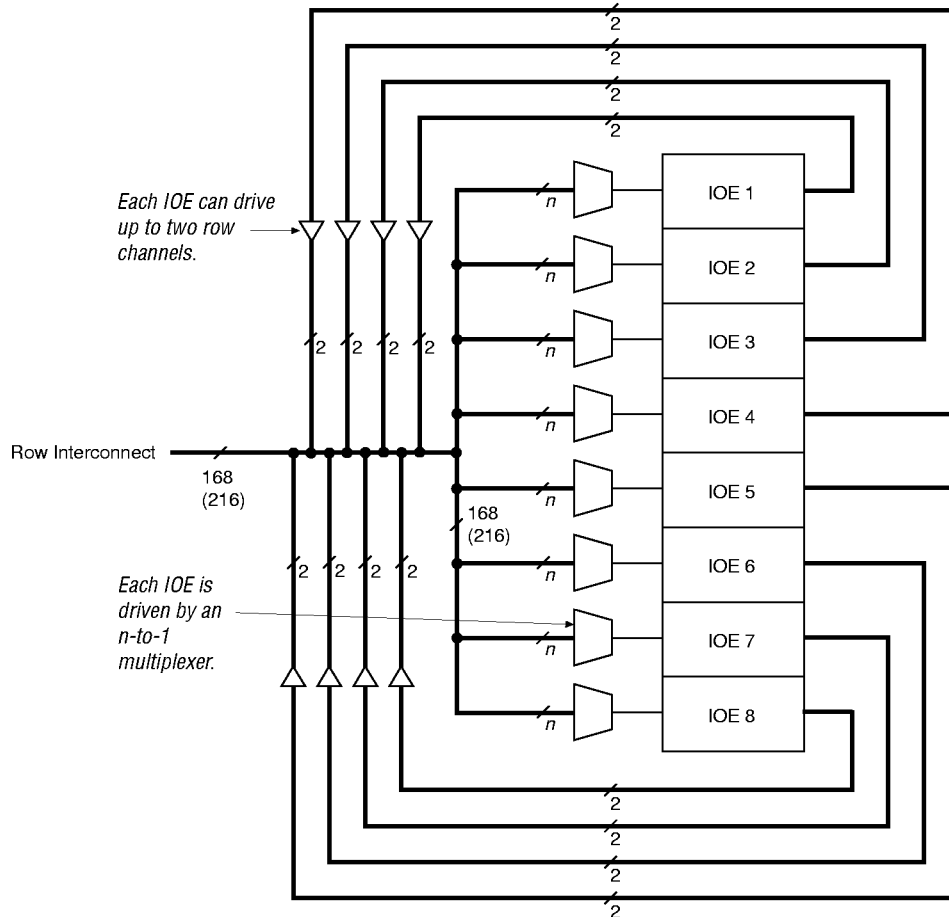 2
2
2
2
Each IOE can drive
up to two row
channels.
n
IOE 1
n
IOE 2
2
2
2
2
n
IOE 3
n
IOE 4
Row Interconnect
168
(216)
n
IOE 5
168
(216)
2
2
2
2
n
IOE 6
Each IOE is
driven by an
n-to-1
multiplexer.
n
IOE 7
n
IOE 8
2
2
2
2